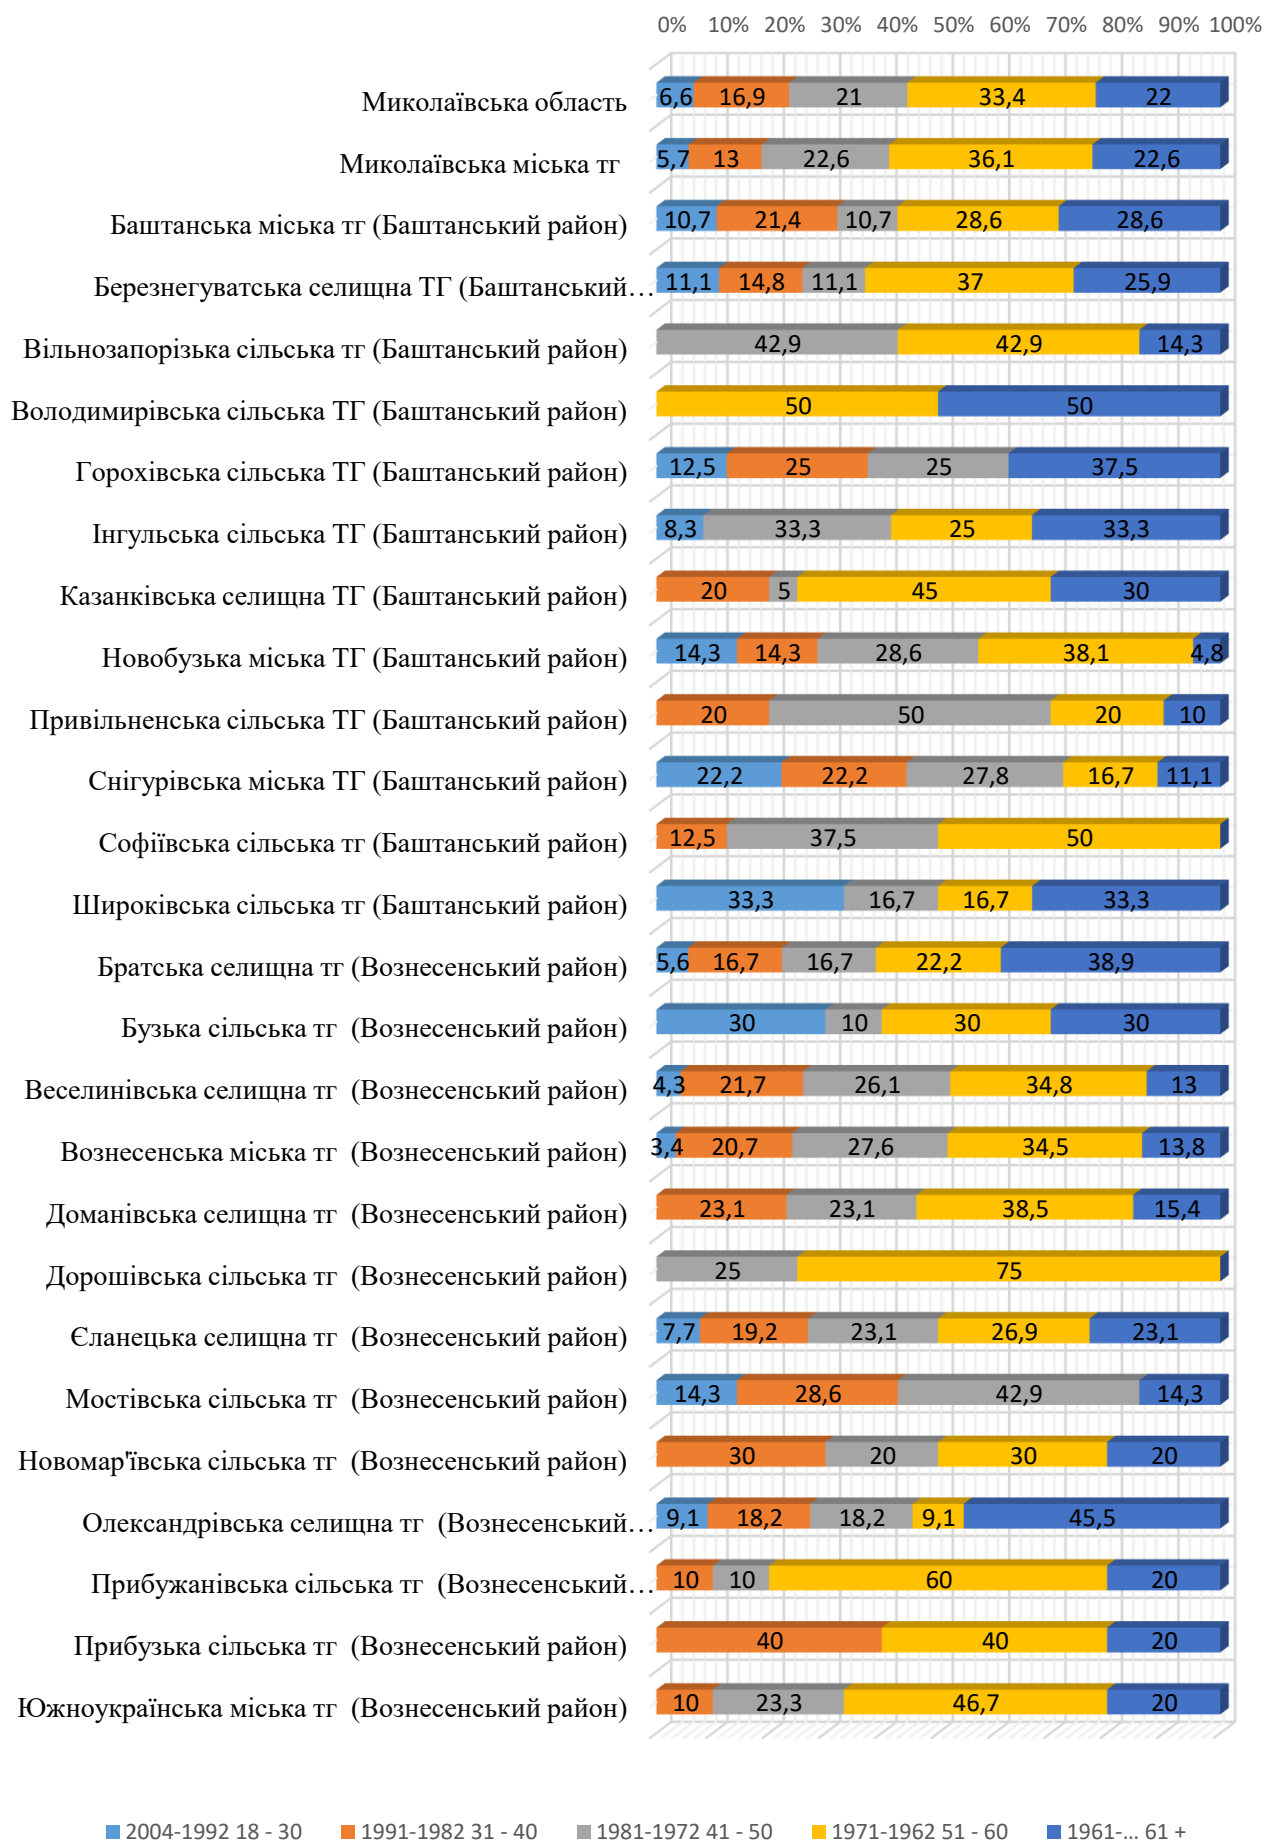 0% 10% 20% 30% 40% 50% 60% 70% 80% 90% 100%
Миколаївська область 6,6 16,9 21 33,4 22
Миколаївська міська тг 5,7 13 22,6 36,1 22,6
Баштанська міська тг (Баштанський район) 10,7 21,4 10,7 28,6 28,6
Березнегуватська селищна ТГ (Баштанський… 11,1 14,8 11,1 37 25,9
Вільнозапорізька сільська тг (Баштанський район) 42,9 42,9 14,3
Володимирівська сільська ТГ (Баштанський район) 50 50
Горохівська сільська ТГ (Баштанський район) 12,5 25 25 37,5
Інгульська сільська ТГ (Баштанський район) 8,3 33,3 25 33,3
Казанківська селищна ТГ (Баштанський район) 20 5 45 30
Новобузька міська ТГ (Баштанський район) 14,3 14,3 28,6 38,1 4,8
Привільненська сільська ТГ (Баштанський район) 20 50 20 10
Снігурівська міська ТГ (Баштанський район) 22,2 22,2 27,8 16,7 11,1
Софіївська сільська тг (Баштанський район) 12,5 37,5 50
Широківська сільська тг (Баштанський район) 33,3 16,7 16,7 33,3
Братська селищна тг (Вознесенський район) 5,6 16,7 16,7 22,2 38,9
Бузька сільська тг (Вознесенський район) 30 10 30 30
Веселинівська селищна тг (Вознесенський район) 4,3 21,7 26,1 34,8 13
Вознесенська міська тг (Вознесенський район) 3,4 20,7 27,6 34,5 13,8
Доманівська селищна тг (Вознесенський район) 23,1 23,1 38,5 15,4
Дорошівська сільська тг (Вознесенський район) 25 75
Єланецька селищна тг (Вознесенський район) 7,7 19,2 23,1 26,9 23,1
Мостівська сільська тг (Вознесенський район) 14,3 28,6 42,9 14,3
Новомар'ївська сільська тг (Вознесенський район) 30 20 30 20
Олександрівська селищна тг (Вознесенський… 9,1 18,2 18,2 9,1 45,5
Прибужанівська сільська тг (Вознесенський… 10 10 60 20
Прибузька сільська тг (Вознесенський район) 40 40 20
Южноукраїнська міська тг (Вознесенський район) 10 23,3 46,7 20
2004-1992 18 - 30 1991-1982 31 - 40 1981-1972 41 - 50 1971-1962 51 - 60 1961-... 61 +